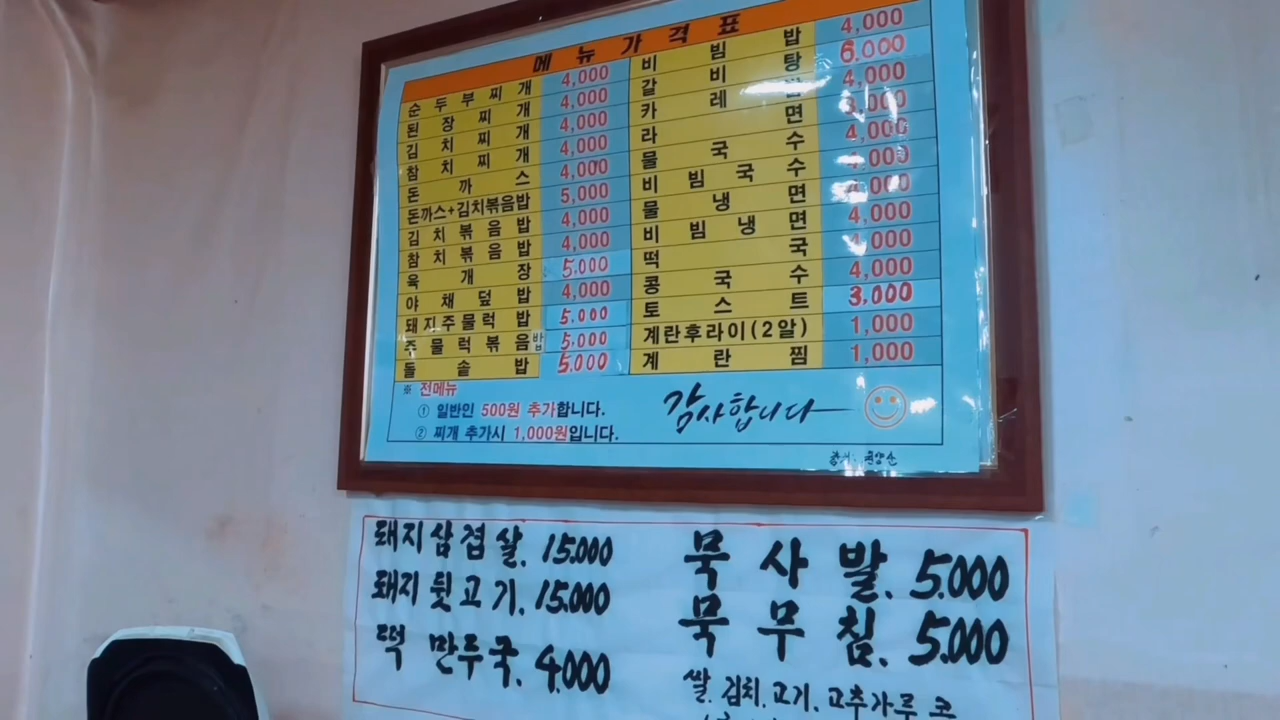 메뉴가격표
순두부찌개 4,000
된장찌개 4,000
김치찌개 4,000
참치찌개 4,000
돈까스 4,000
돈까스+김치볶음밥 5,000
김치볶음밥 4,000
참치볶음밥 4,000
육개장 5,000
야채덮밥 4,000
돼지주물럭밥 5,000
주물럭볶음밥 5,000
돌솥밥 5,000
비빔밥 4,000
갈비탕 6,000
카레밥 4,000
라면 3,000
물국수 4,000
비빔국수 4,000
물냉면 4,000
비빔냉면 4,000
떡국 4,000
콩국수 4,000
토스트 3,000
계란후라이(2알) 1,000
계란찜 1,000
※ 전메뉴
① 일반인 500원 추가합니다.
② 찌개 추가시 1,000원입니다.
감사합니다
돼지삼겹살. 15.000
돼지뒷고기. 15.000
떡만두국. 4.000
묵사발. 5.000
묵무침. 5.000
쌀. 김치. 고기. 고추가루